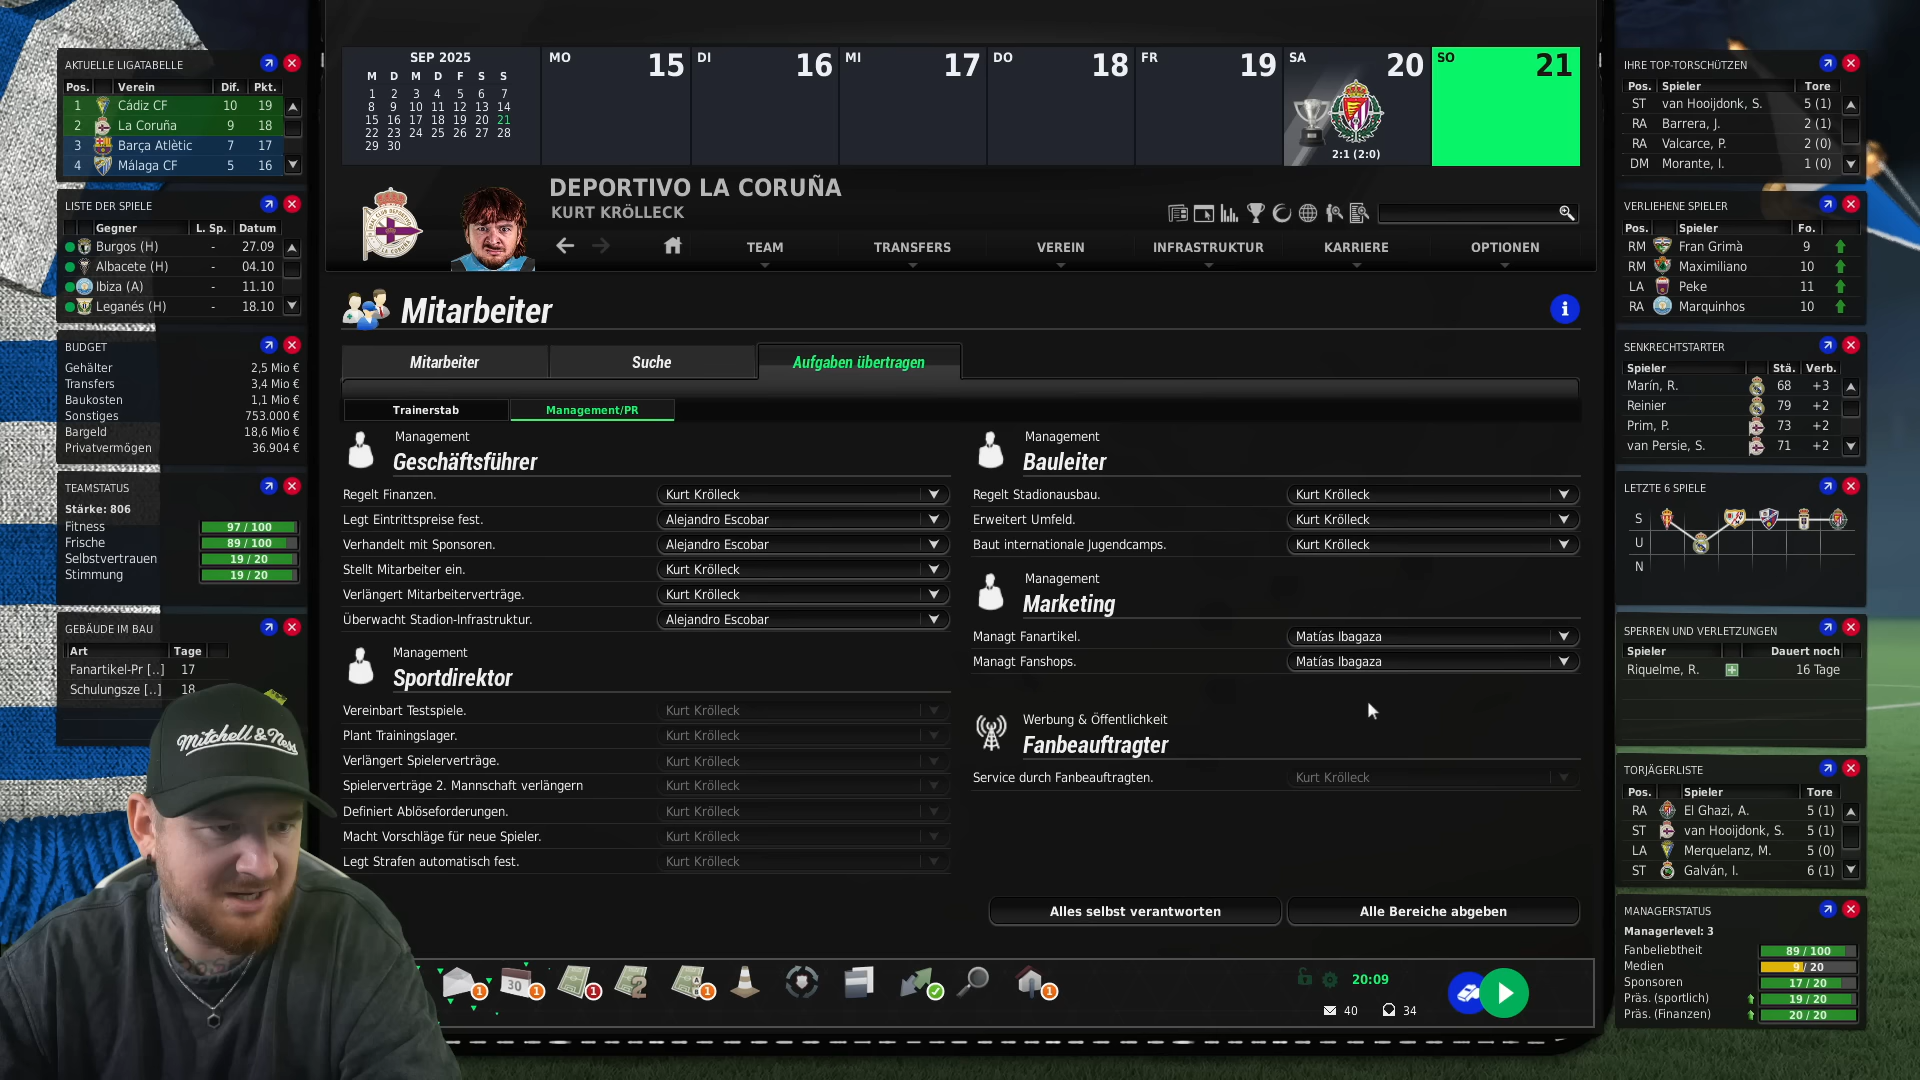 AKTUELLE LIGATABELLE
Pos. Verein Dif. Pkt.
1 Cádiz CF 10 19
2 La Coruña 9 18
3 Barça Atlètic 7 17
4 Málaga CF 5 16
LISTE DER SPIELE
Gegner L. Sp. Datum
Burgos (H) - 27.09
Albacete (H) - 04.10
Ibiza (A) - 11.10
Leganés (H) - 18.10
BUDGET
Gehälter 2,5 Mio €
Transfers 3,4 Mio €
Baukosten 1,1 Mio €
Sonstiges 753.000 €
Bargeld 18,6 Mio €
Privatvermögen 36.904 €
TEAMSTATUS
Stärke: 806
Fitness 97 / 100
Frische 89 / 100
Selbstvertrauen 19 / 20
Stimmung 19 / 20
GEBÄUDE IM BAU
Art Tage
Fanartikel-Pr [..] 17
Schulungsze [..] 18
Mitchell & Ness
SEP 2025
M D M D F S S
1 2 3 4 5 6 7
8 9 10 11 12 13 14
15 16 17 18 19 20 21
22 23 24 25 26 27 28
29 30
MO 15 DI 16 MI 17 DO 18 FR 19 SA 20 SO 21
2:1 (2:0)
DEPORTIVO LA CORUÑA
KURT KRÖLLECK
TEAM TRANSFERS VEREIN INFRASTRUKTUR KARRIERE OPTIONEN
Mitarbeiter
i
Mitarbeiter Suche Aufgaben übertragen
Trainerstab Management/PR
Management
Geschäftsführer
Regelt Finanzen. Kurt Krölleck
Legt Eintrittspreise fest. Alejandro Escobar
Verhandelt mit Sponsoren. Alejandro Escobar
Stellt Mitarbeiter ein. Kurt Krölleck
Verlängert Mitarbeiterverträge. Kurt Krölleck
Überwacht Stadion-Infrastruktur. Alejandro Escobar
Management
Sportdirektor
Vereinbart Testspiele. Kurt Krölleck
Plant Trainingslager. Kurt Krölleck
Verlängert Spielerverträge. Kurt Krölleck
Spielerverträge 2. Mannschaft verlängern Kurt Krölleck
Definiert Ablöseforderungen. Kurt Krölleck
Macht Vorschläge für neue Spieler. Kurt Krölleck
Legt Strafen automatisch fest. Kurt Krölleck
Management
Bauleiter
Regelt Stadionausbau. Kurt Krölleck
Erweitert Umfeld. Kurt Krölleck
Baut internationale Jugendcamps. Kurt Krölleck
Management
Marketing
Managt Fanartikel. Matías Ibagaza
Managt Fanshops. Matías Ibagaza
Werbung & Öffentlichkeit
Fanbeauftragter
Service durch Fanbeauftragten. Kurt Krölleck
Alles selbst verantworten Alle Bereiche abgeben
1 30 1 1 2 1 1
20:09
40 34
IHRE TOP-TORSCHÜTZEN
Pos. Spieler Tore
ST van Hooijdonk, S. 5 (1)
RA Barrera, J. 2 (1)
RA Valcarce, P. 2 (0)
DM Morante, I. 1 (0)
VERLIEHENE SPIELER
Pos. Spieler Fo.
RM Fran Grimà 9
RM Maximiliano 10
LA Peke 11
RA Marquinhos 10
SENKRECHTSTARTER
Spieler Stä. Verb.
Marín, R. 68 +3
Reinier 79 +2
Prim, P. 73 +2
van Persie, S. 71 +2
LETZTE 6 SPIELE
S
U
N
SPERREN UND VERLETZUNGEN
Spieler Dauert noch
Riquelme, R. 16 Tage
TORJÄGERLISTE
Pos. Spieler Tore
RA El Ghazi, A. 5 (1)
ST van Hooijdonk, S. 5 (1)
LA Merquelanz, M. 5 (0)
ST Galván, I. 6 (1)
MANAGERSTATUS
Managerlevel: 3
Fanbeliebtheit 89 / 100
Medien 9 / 20
Sponsoren 17 / 20
Präs. (sportlich) 19 / 20
Präs. (Finanzen) 20 / 20